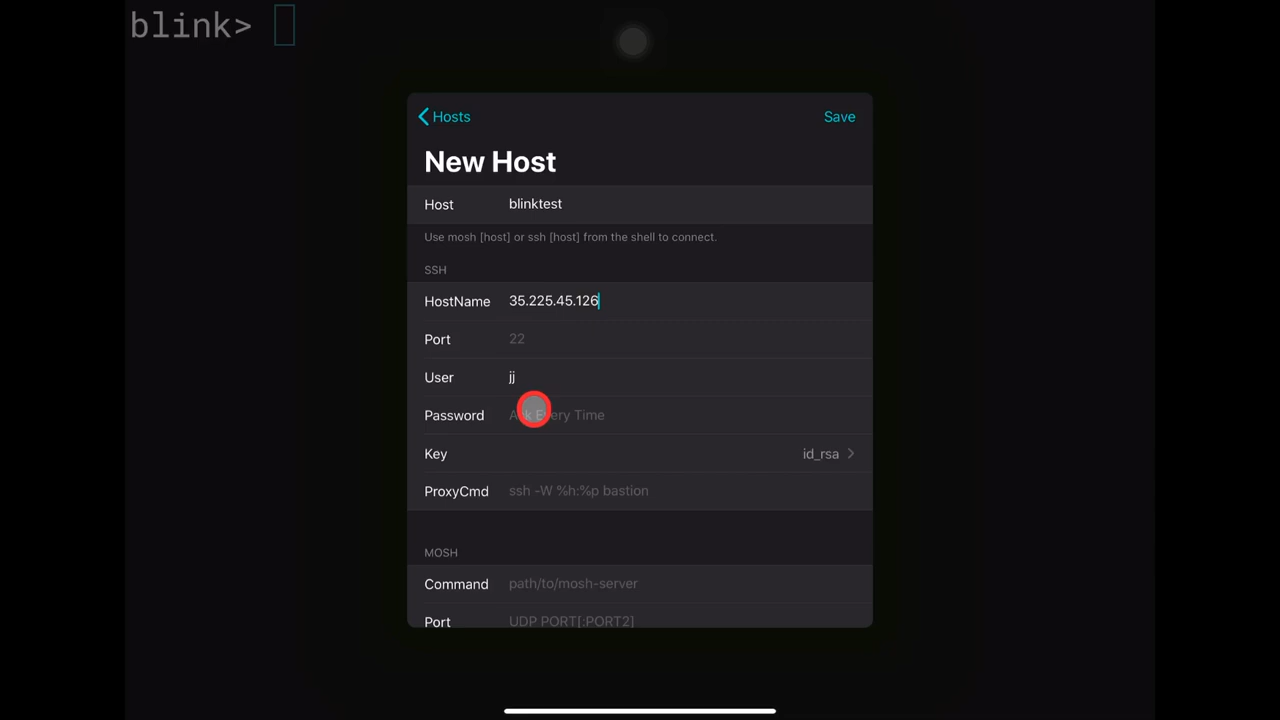 blink>
Hosts Save
New Host
Host blinktest
Use mosh [host] or ssh [host] from the shell to connect.
SSH
HostName 35.225.45.126
Port 22
User jj
Password Ask Every Time
Key id_rsa
ProxyCmd ssh -W %h:%p bastion
MOSH
Command path/to/mosh-server
Port UDP PORT[:PORT2]